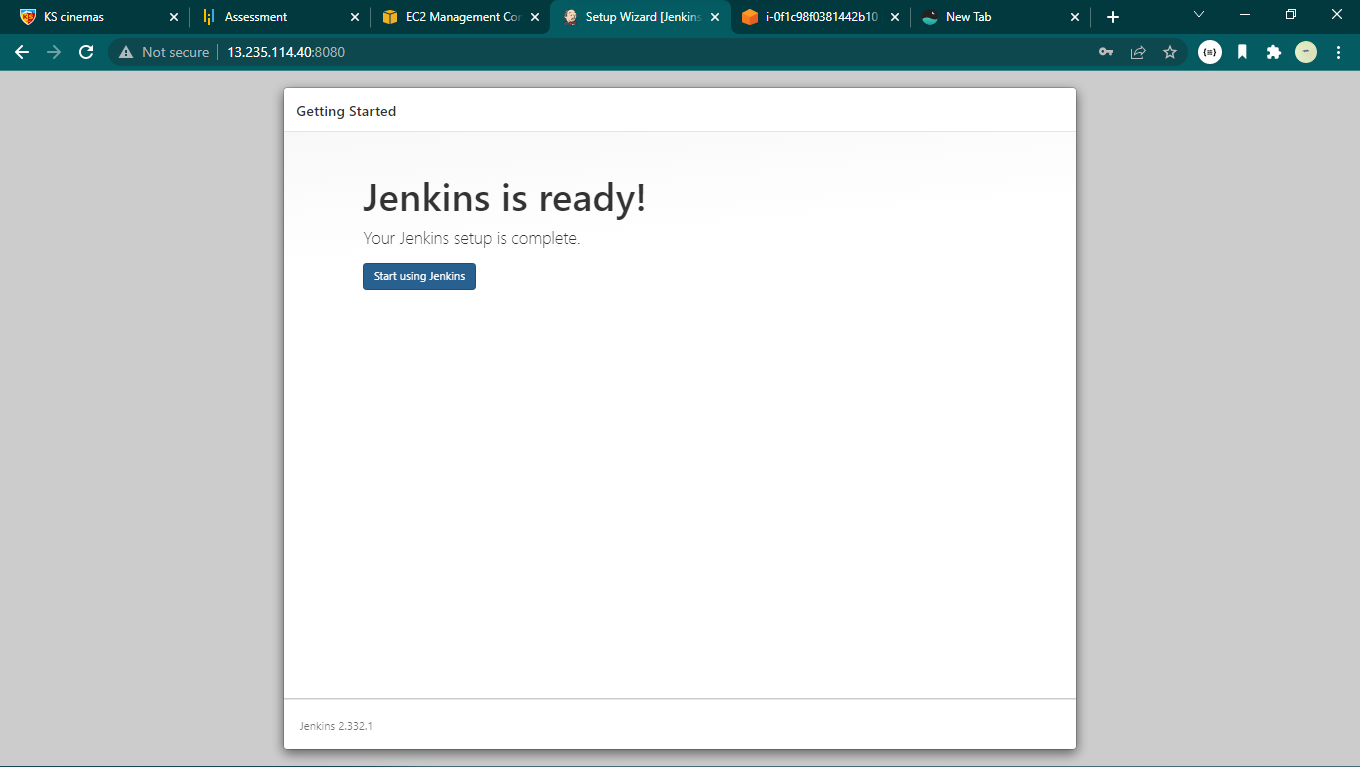 KS cinemas
Assessment
EC2 Management Cor
Setup Wizard [Jenkins
i-0f1c98f0381442b10
New Tab
Not secure
13.235.114.40:8080
Getting Started
Jenkins is ready!
Your Jenkins setup is complete.
Start using Jenkins
Jenkins 2.332.1